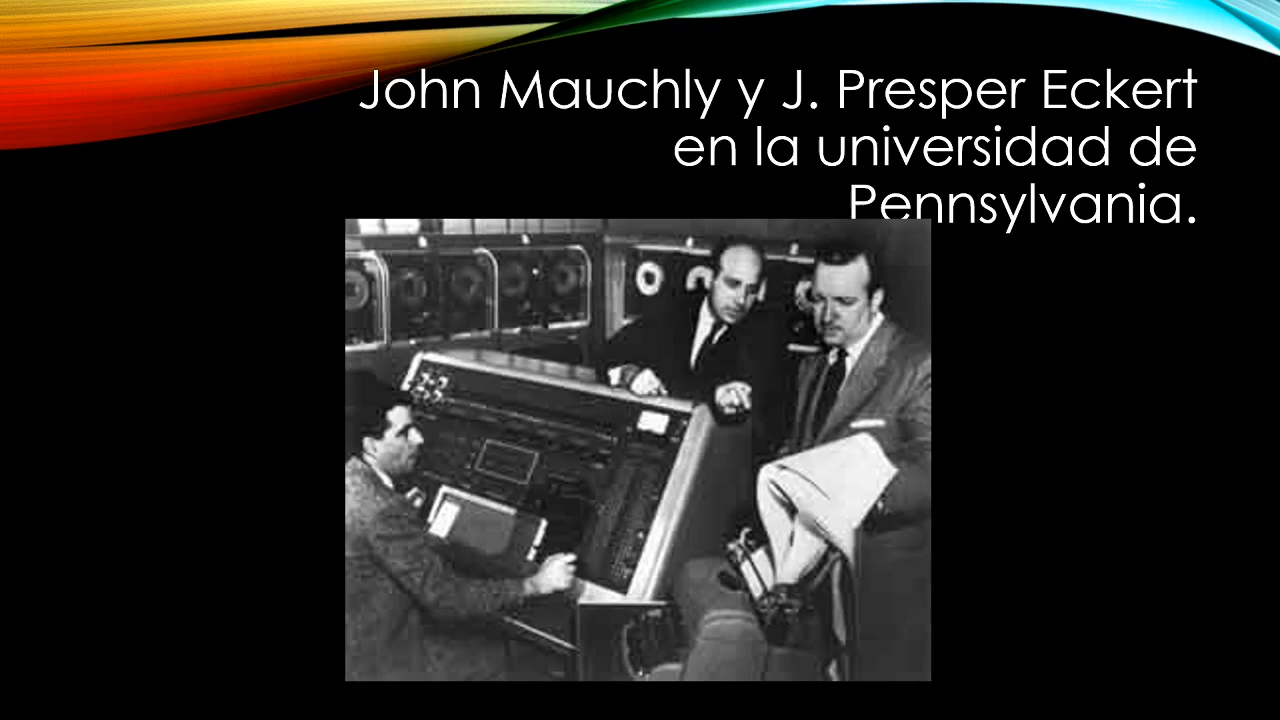 John Mauchly y J. Presper Eckert
en la universidad de
Pennsylvania.